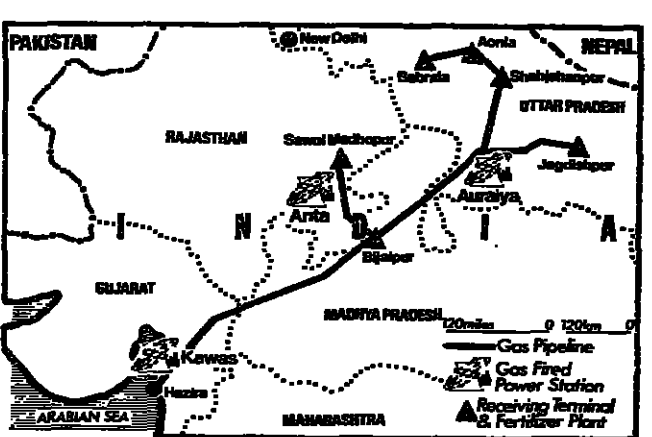 PAKISTAN
New Delhi
Aonla
NEPAL
Babrala
Shahjahanpur
UTTAR PRADESH
RAJASTHAN
Sawai Madhopur
Jagdishpur
Auraiya
Anta
I N D I A
Bijaipur
GUJARAT
MADHYA PRADESH
120miles 0 120km 0
Gas Pipeline
Kawas
Gas Fired
Power Station
Hazira
Receiving Terminal
& Fertilizer Plant
ARABIAN SEA
MAHARASHTRA